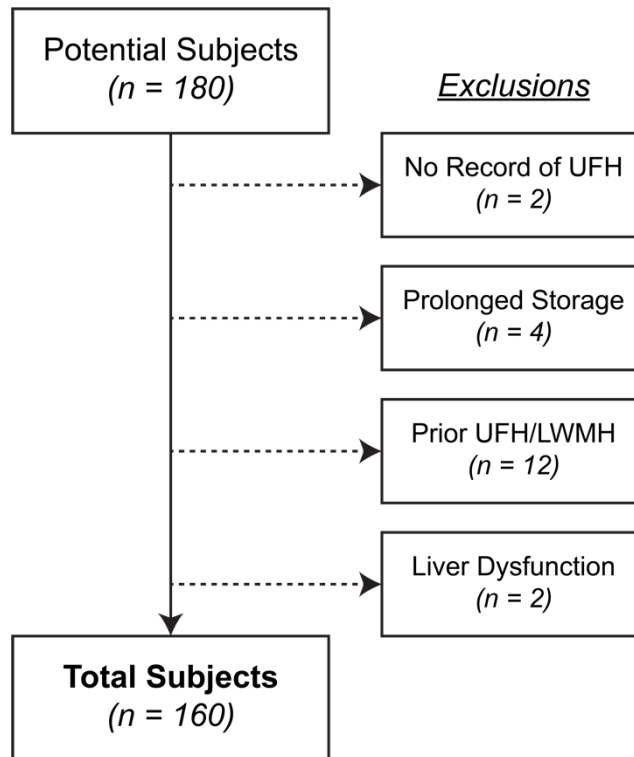 Potential Subjects
(n = 180)
Exclusions
No Record of UFH
(n = 2)
Prolonged Storage
(n = 4)
Prior UFH/LWMH
(n = 12)
Liver Dysfunction
(n = 2)
Total Subjects
(n = 160)